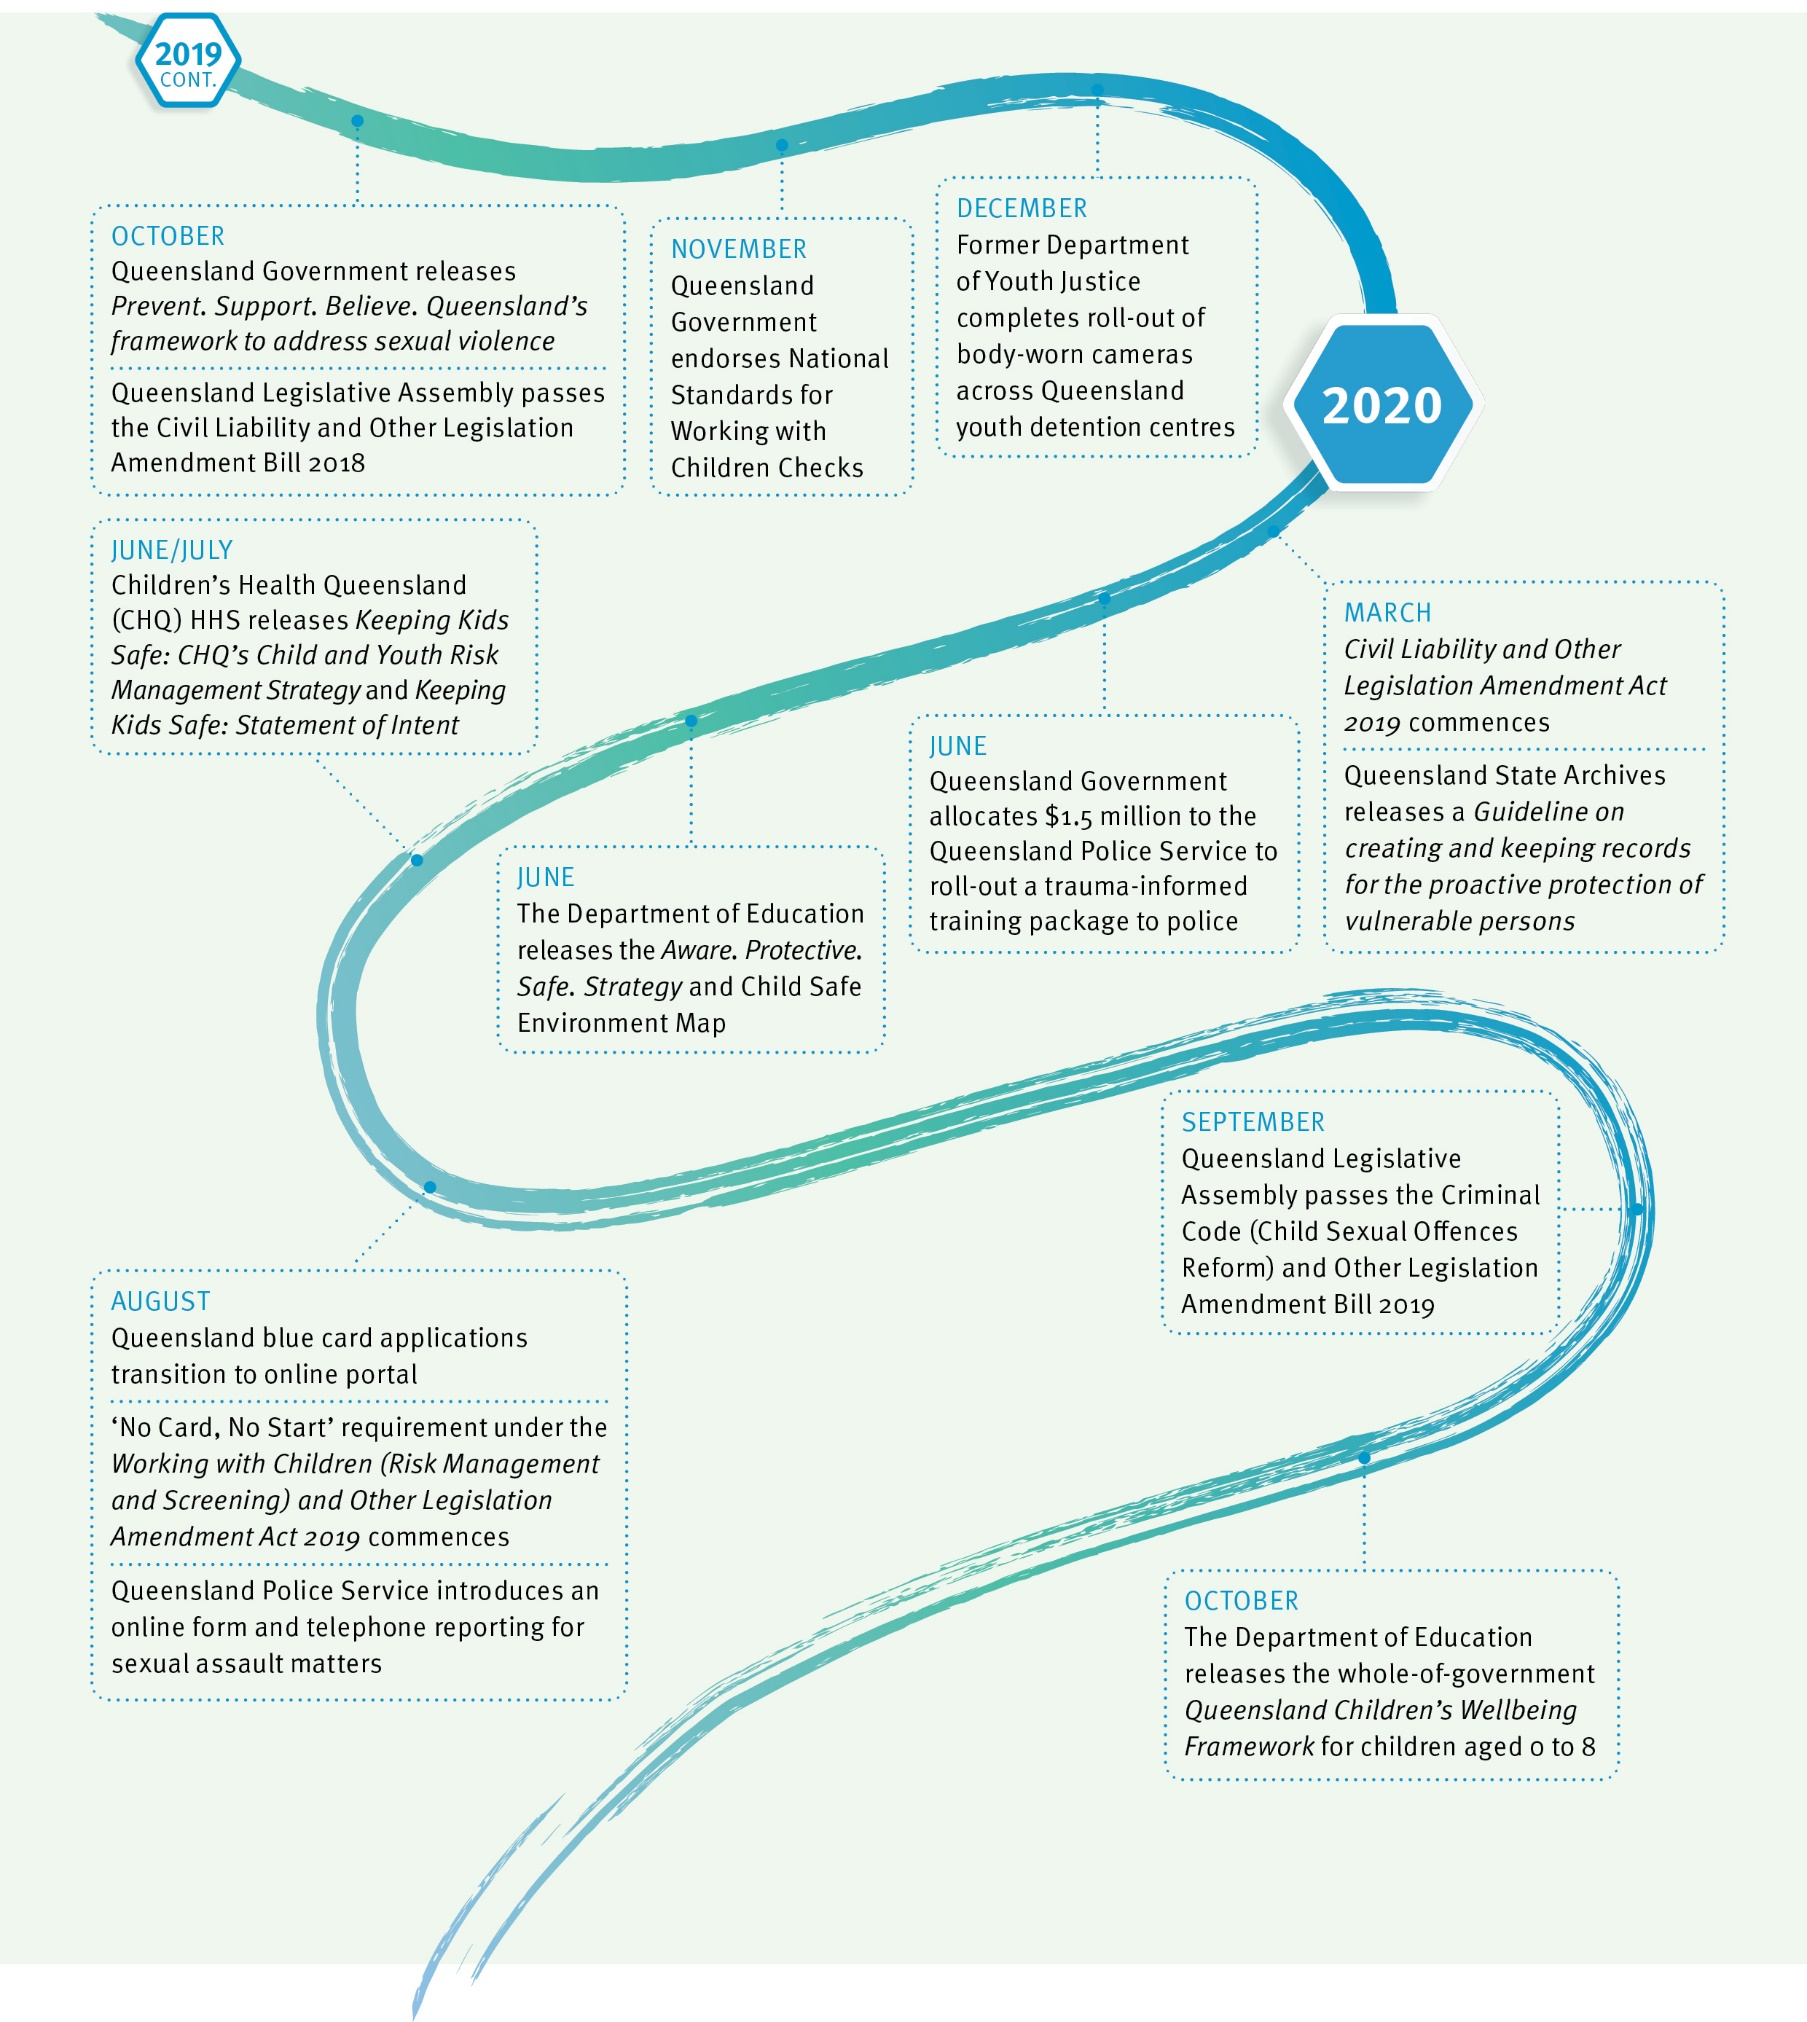 2019
CONT.
OCTOBER
Queensland Government releases
Prevent. Support. Believe. Queensland’s
framework to address sexual violence
Queensland Legislative Assembly passes
the Civil Liability and Other Legislation
Amendment Bill 2018
NOVEMBER
Queensland
Government
endorses National
Standards for
Working with
Children Checks
DECEMBER
Former Department
of Youth Justice
completes roll-out of
body-worn cameras
across Queensland
youth detention centres
2020
MARCH
Civil Liability and Other
Legislation Amendment Act
2019 commences
Queensland State Archives
releases a Guideline on
creating and keeping records
for the proactive protection of
vulnerable persons
JUNE
Queensland Government
allocates $1.5 million to the
Queensland Police Service to
roll-out a trauma-informed
training package to police
JUNE
The Department of Education
releases the Aware. Protective.
Safe. Strategy and Child Safe
Environment Map
JUNE/JULY
Children’s Health Queensland
(CHQ) HHS releases Keeping Kids
Safe: CHQ’s Child and Youth Risk
Management Strategy and Keeping
Kids Safe: Statement of Intent
AUGUST
Queensland blue card applications
transition to online portal
‘No Card, No Start’ requirement under the
Working with Children (Risk Management
and Screening) and Other Legislation
Amendment Act 2019 commences
Queensland Police Service introduces an
online form and telephone reporting for
sexual assault matters
SEPTEMBER
Queensland Legislative
Assembly passes the Criminal
Code (Child Sexual Offences
Reform) and Other Legislation
Amendment Bill 2019
OCTOBER
The Department of Education
releases the whole-of-government
Queensland Children’s Wellbeing
Framework for children aged 0 to 8